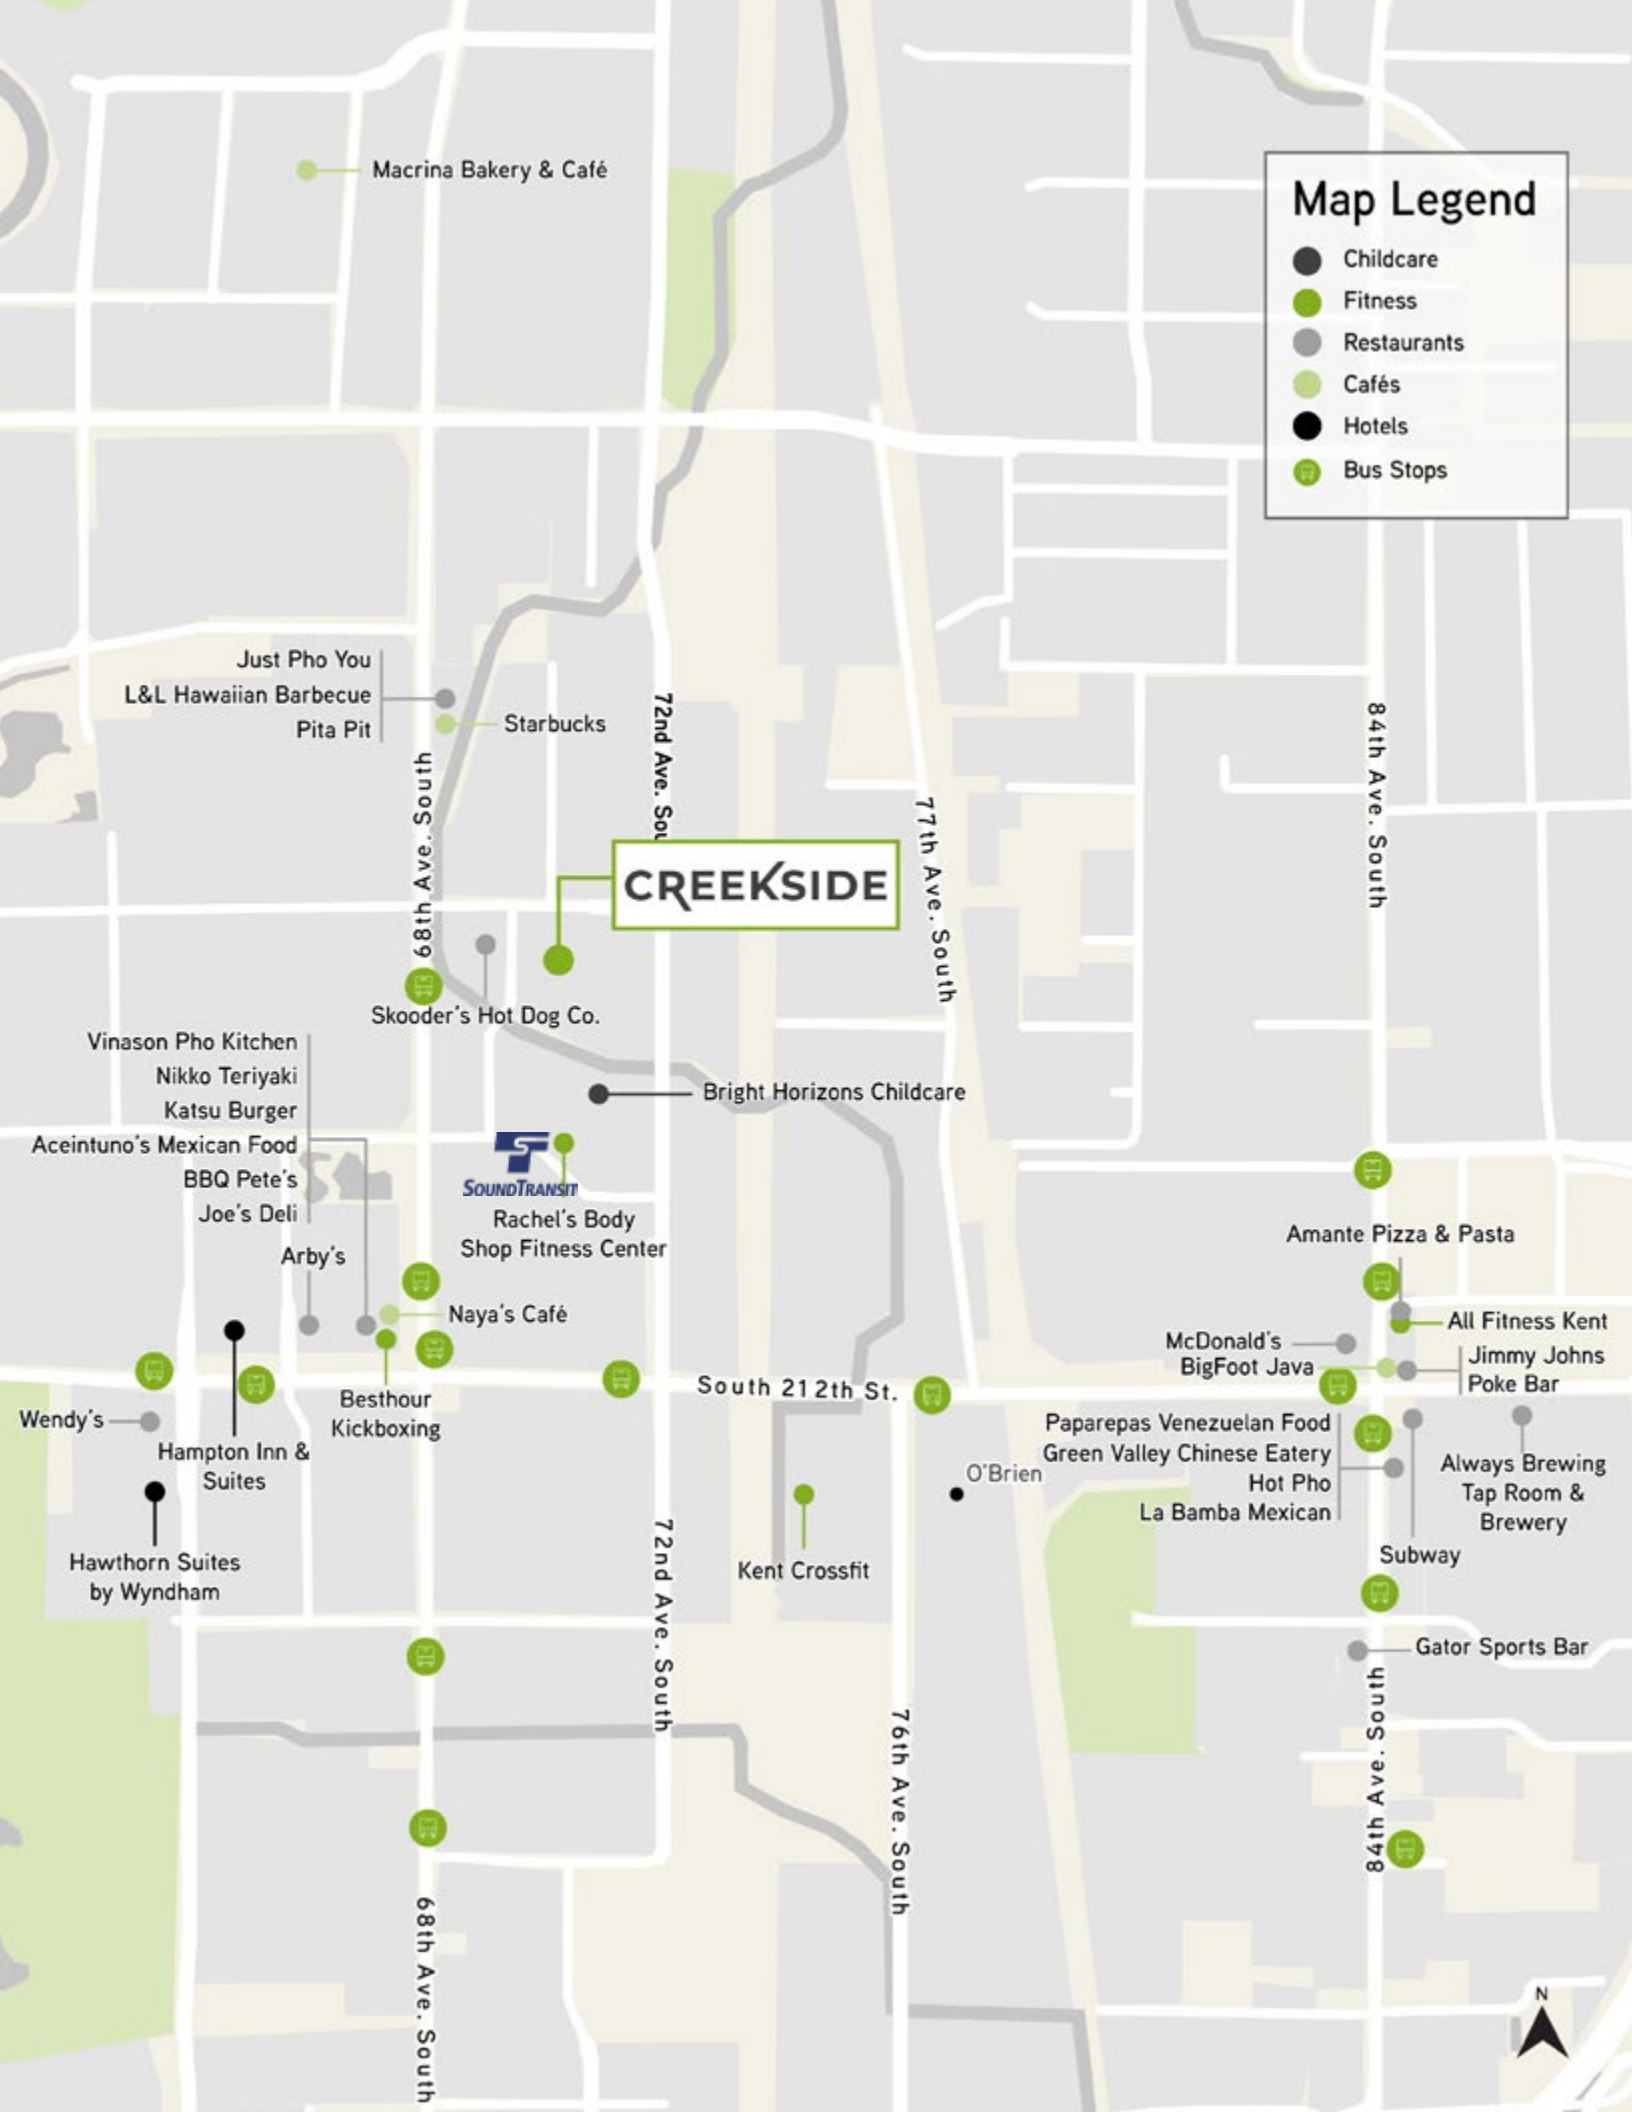 Macrina Bakery & Café
Map Legend
Childcare
Fitness
Restaurants
Cafés
Hotels
Bus Stops
Just Pho You
L&L Hawaiian Barbecue
Pita Pit
Starbucks
68th Ave. South
72nd Ave. Sou
77th Ave. South
84th Ave. South
CREEKSIDE
Skooder's Hot Dog Co.
Vinason Pho Kitchen
Nikko Teriyaki
Katsu Burger
Aceintuno's Mexican Food
BBQ Pete's
Joe's Deli
Bright Horizons Childcare
SOUNDTRANSIT
Rachel's Body
Shop Fitness Center
Arby's
Naya's Café
Amante Pizza & Pasta
All Fitness Kent
McDonald's
BigFoot Java
Jimmy Johns
Poke Bar
South 212th St.
Besthour
Kickboxing
Wendy's
Hampton Inn &
Suites
Hawthorn Suites
by Wyndham
Kent Crossfit
O'Brien
Paparepas Venezuelan Food
Green Valley Chinese Eatery
Hot Pho
La Bamba Mexican
Always Brewing
Tap Room &
Brewery
Subway
Gator Sports Bar
72nd Ave. South
76th Ave. South
84th Ave. South
68th Ave. South
N